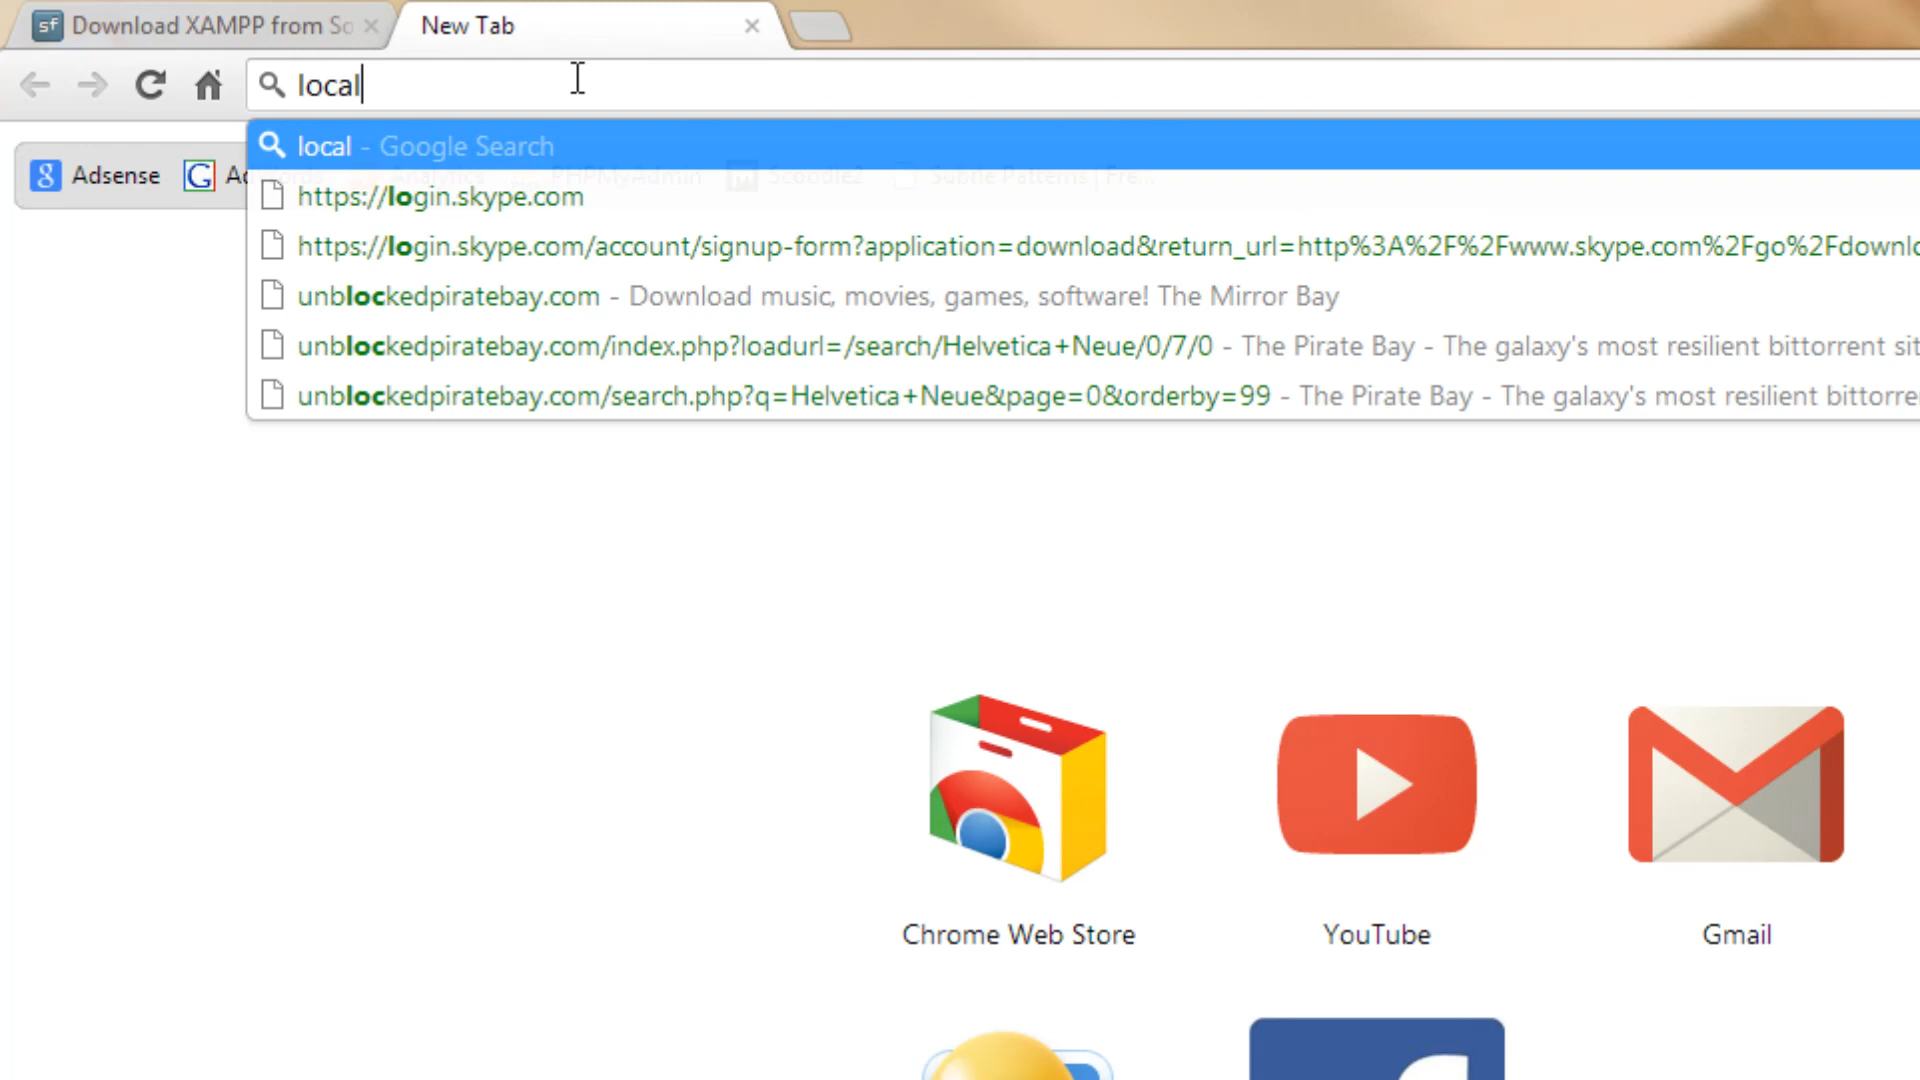 sf Download XAMPP from So
New Tab
local
local - Google Search
Adsense
https://login.skype.com
https://login.skype.com/account/signup-form?application=download&return_url=http%3A%2F%2Fwww.skype.com%2Fgo%2Fdownlo
unblockedpiratebay.com - Download music, movies, games, software! The Mirror Bay
unblockedpiratebay.com/index.php?loadurl=/search/Helvetica+Neue/0/7/0 - The Pirate Bay - The galaxy's most resilient bittorrent sit
unblockedpiratebay.com/search.php?q=Helvetica+Neue&page=0&orderby=99 - The Pirate Bay - The galaxy's most resilient bittorre
Chrome Web Store
YouTube
Gmail